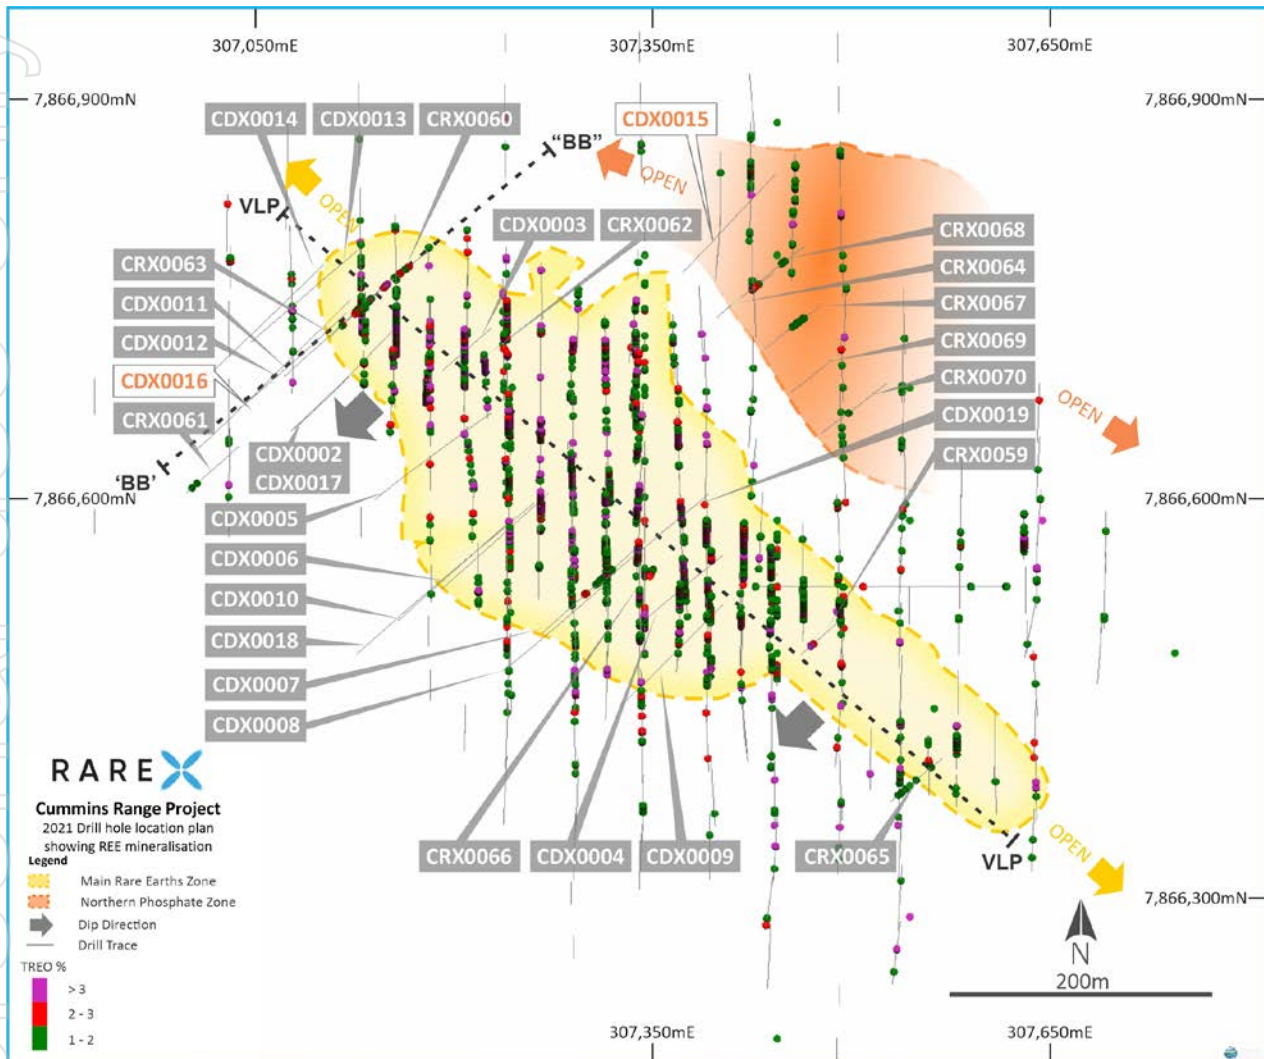 307,050mE
307,350mE
307,650mE
7,866,900mN
7,866,900mN
CDX0014
CDX0013
CRX0060
"BB"
CDX0015
OPEN
VLP
OPEN
CDX0003
CRX0062
CRX0068
CRX0063
CRX0064
CDX0011
CRX0067
CDX0012
CRX0069
CDX0016
CRX0070
CRX0061
CDX0019
OPEN
CDX0002
CDX0017
CRX0059
'BB'
7,866,600mN
7,866,600mN
CDX0005
CDX0006
CDX0010
CDX0018
CDX0007
CDX0008
RAREX
Cummins Range Project
2021 Drill hole location plan
showing REE mineralisation
Legend
Main Rare Earths Zone
Northern Phosphate Zone
Dip Direction
Drill Trace
TREO %
> 3
2 - 3
1 - 2
CRX0066
CDX0004
CDX0009
CRX0065
VLP
OPEN
7,866,300mN
N
200m
307,350mE
307,650mE